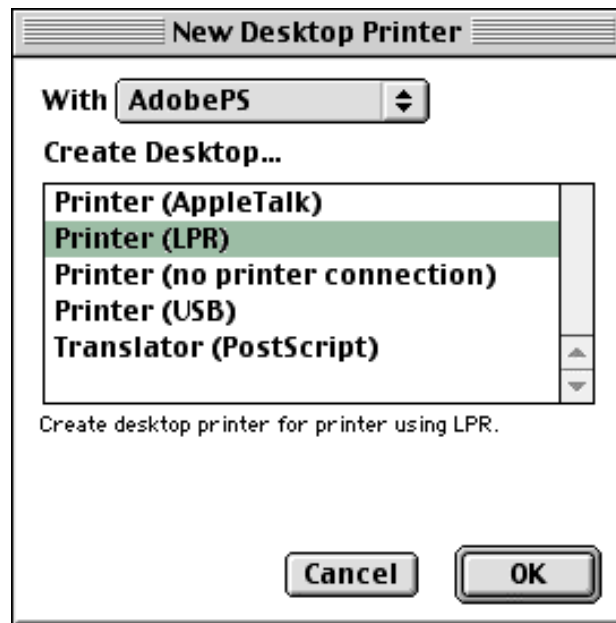 New Desktop Printer
With AdobePS
Create Desktop...
Printer (AppleTalk)
Printer (LPR)
Printer (no printer connection)
Printer (USB)
Translator (PostScript)
Create desktop printer for printer using LPR.
Cancel OK